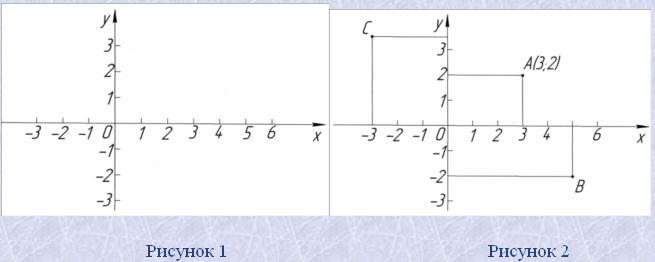 y
3
2
1
-3 -2 -1 0 1 2 3 4 5 6 x
-1
-2
-3
Рисунок 1
C y
3
A(3,2)
2
1
-3 -2 -1 0 1 2 3 4 6 x
-1
-2
B
-3
Рисунок 2